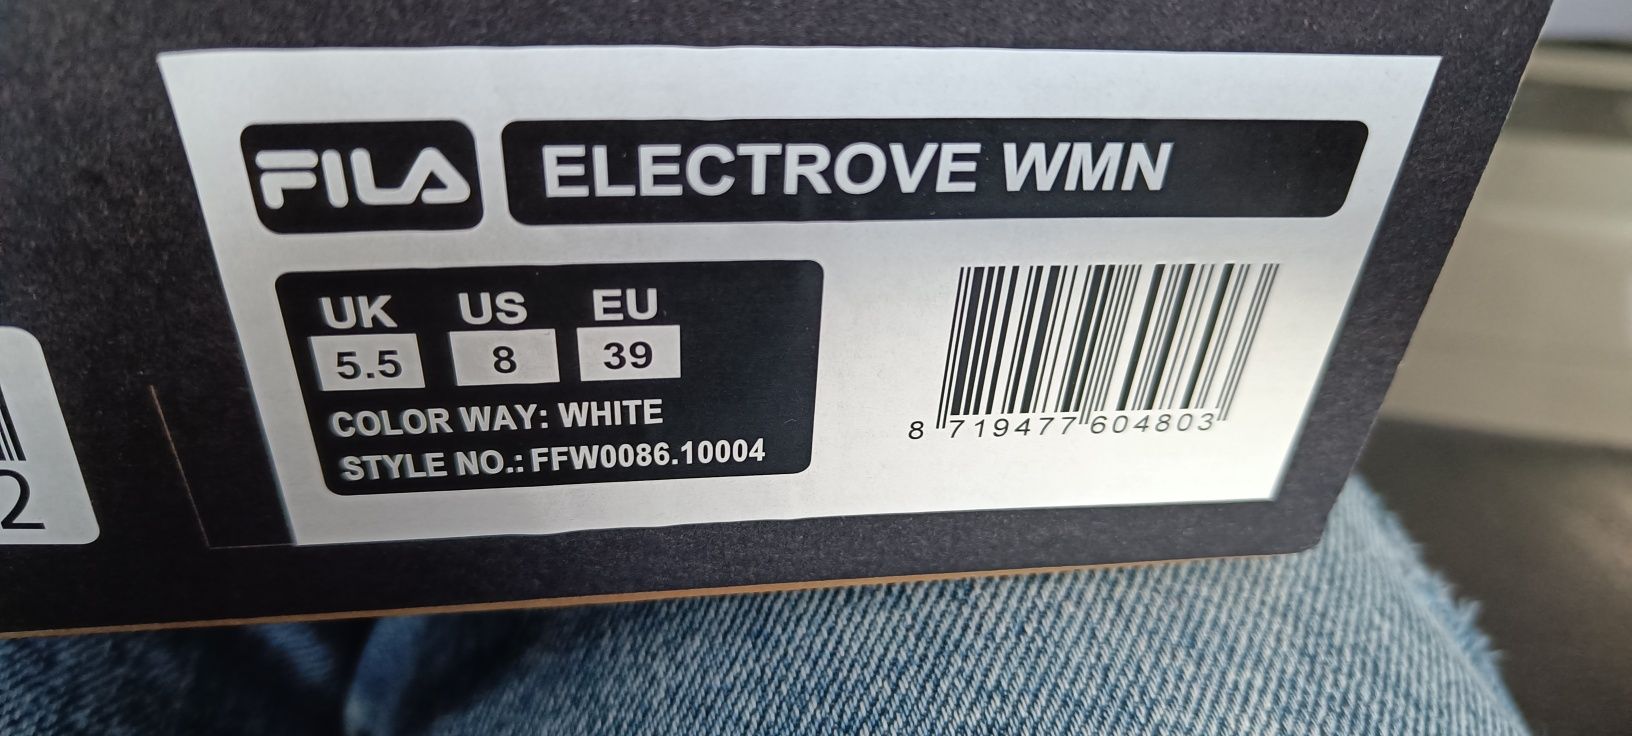 FILA
ELECTROVE WMN
UK US EU
5.5 8 39
COLOR WAY: WHITE
STYLE NO.: FFW0086.10004
8 719477 604803
2